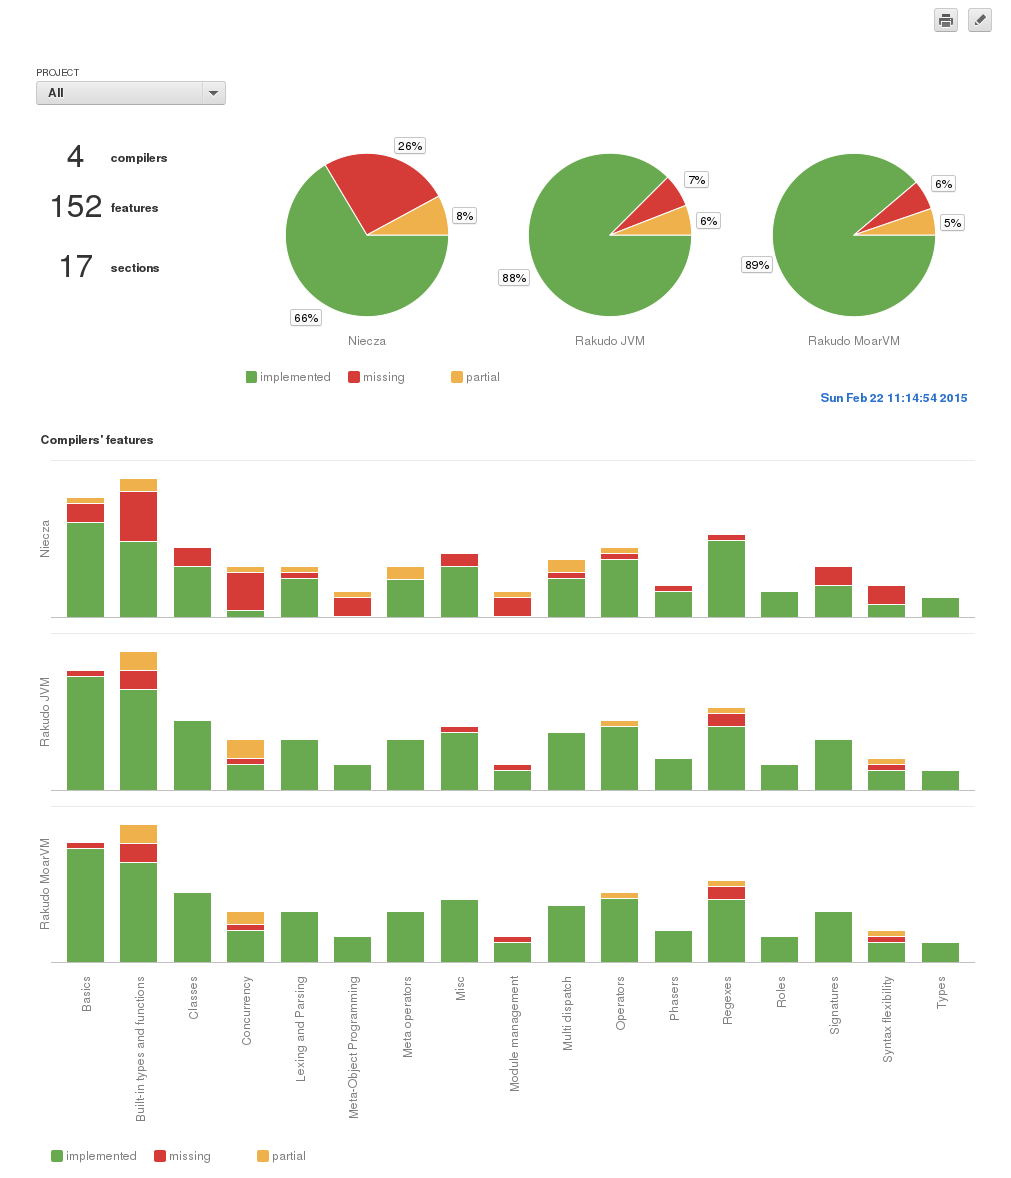 PROJECT
All
4 compilers
152 features
17 sections
26%
8%
66%
Niecza
7%
6%
88%
Rakudo JVM
6%
5%
89%
Rakudo MoarVM
implemented missing partial
Sun Feb 22 11:14:54 2015
Compilers' features
Niecza
Rakudo JVM
Rakudo MoarVM
Basics
Built-in types and functions
Classes
Concurrency
Lexing and Parsing
Meta-Object Programming
Meta operators
Misc
Module management
Multi dispatch
Operators
Phasers
Regexes
Roles
Signatures
Syntax flexibility
Types
implemented missing partial